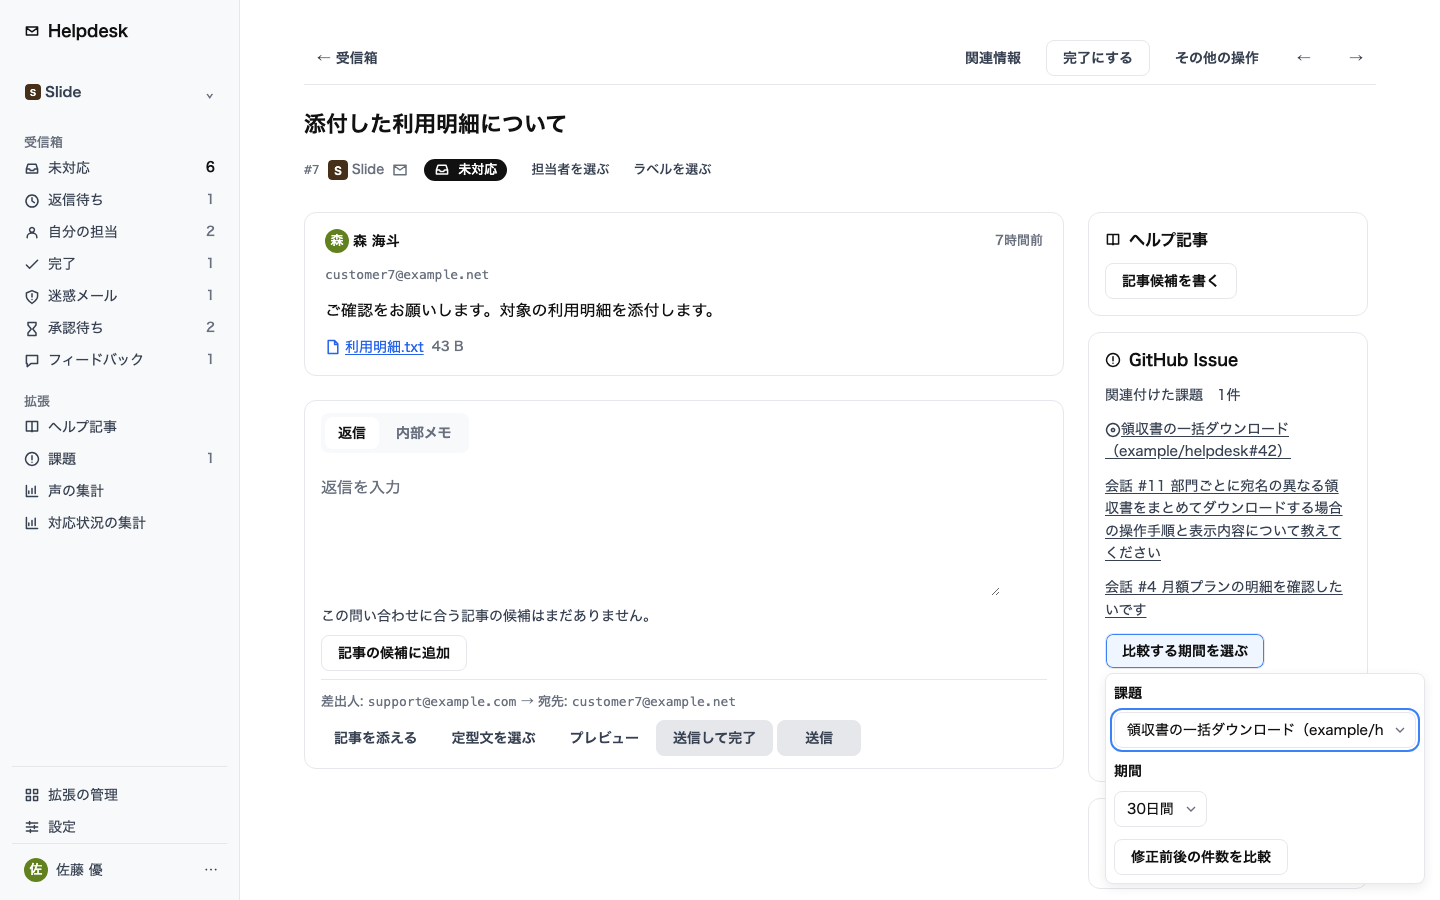 Helpdesk
S Slide
受信箱
未対応 6
返信待ち 1
自分の担当 2
完了 1
迷惑メール 1
承認待ち 2
フィードバック 1
拡張
ヘルプ記事
課題 1
声の集計
対応状況の集計
拡張の管理
設定
佐 佐藤 優 …
← 受信箱 関連情報 完了にする その他の操作 ← →
添付した利用明細について
#7 S Slide 未対応 担当者を選ぶ ラベルを選ぶ
森 森 海斗 7時間前
customer7@example.net
ご確認をお願いします。対象の利用明細を添付します。
利用明細.txt 43 B
返信 内部メモ
返信を入力
この問い合わせに合う記事の候補はまだありません。
記事の候補に追加
差出人: support@example.com → 宛先: customer7@example.net
記事を添える 定型文を選ぶ プレビュー 送信して完了 送信
ヘルプ記事
記事候補を書く
GitHub Issue
関連付けた課題 1件
領収書の一括ダウンロード
（example/helpdesk#42）
会話 #11 部門ごとに宛名の異なる領
収書をまとめてダウンロードする場合
の操作手順と表示内容について教えて
ください
会話 #4 月額プランの明細を確認した
いです
比較する期間を選ぶ
課題
領収書の一括ダウンロード（example/h
期間
30日間
修正前後の件数を比較